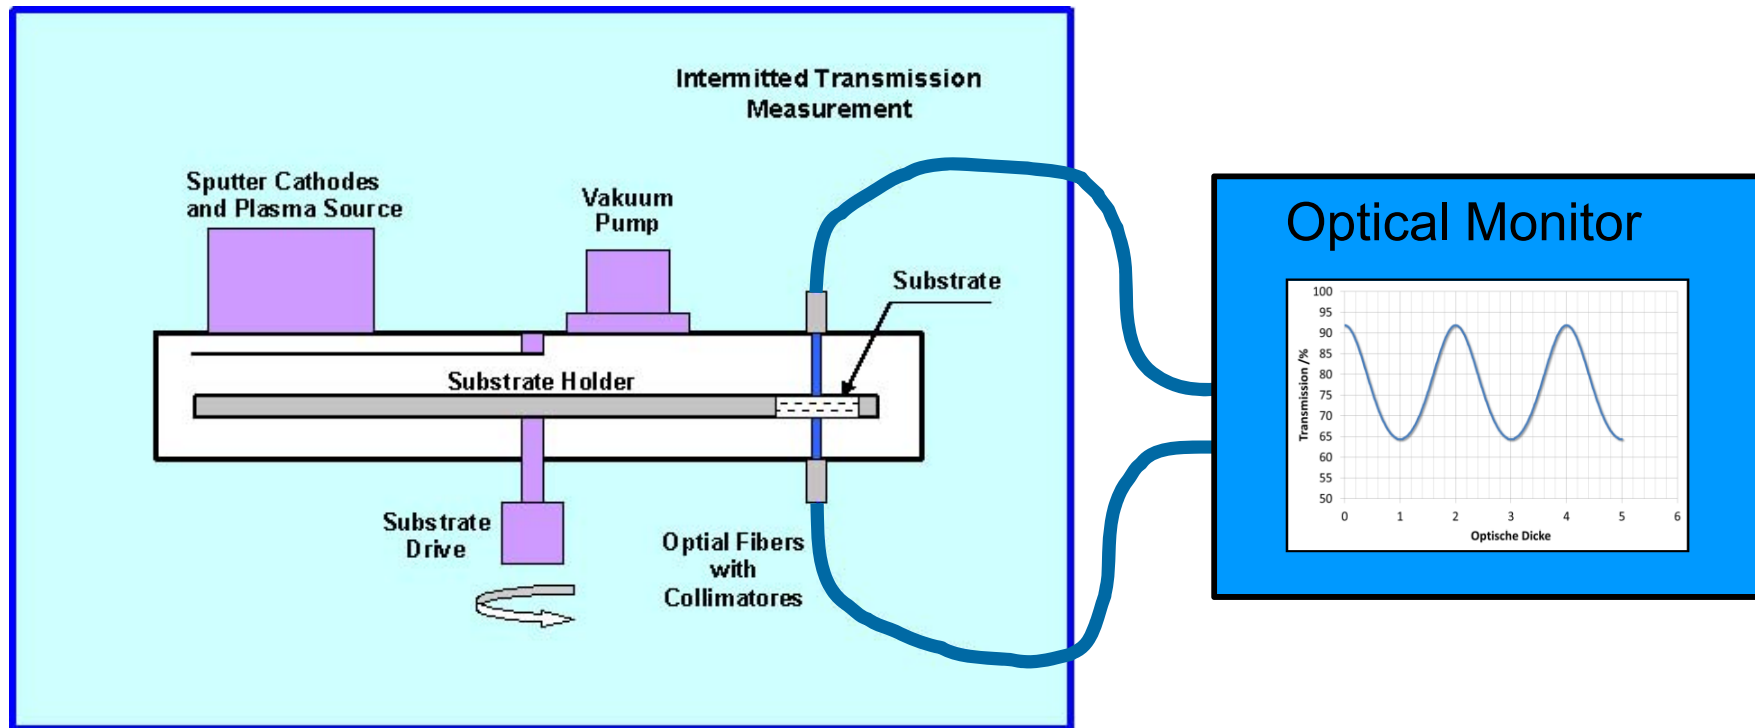 Intermitted Transmission
Measurement
Sputter Cathodes
and Plasma Source
Vakuum
Pump
Substrate
Substrate Holder
Substrate
Drive
Optial Fibers
with
Collimatores
Optical Monitor
Transmission /%
100
95
90
85
80
75
70
65
60
55
50
0 1 2 3 4 5 6
Optische Dicke